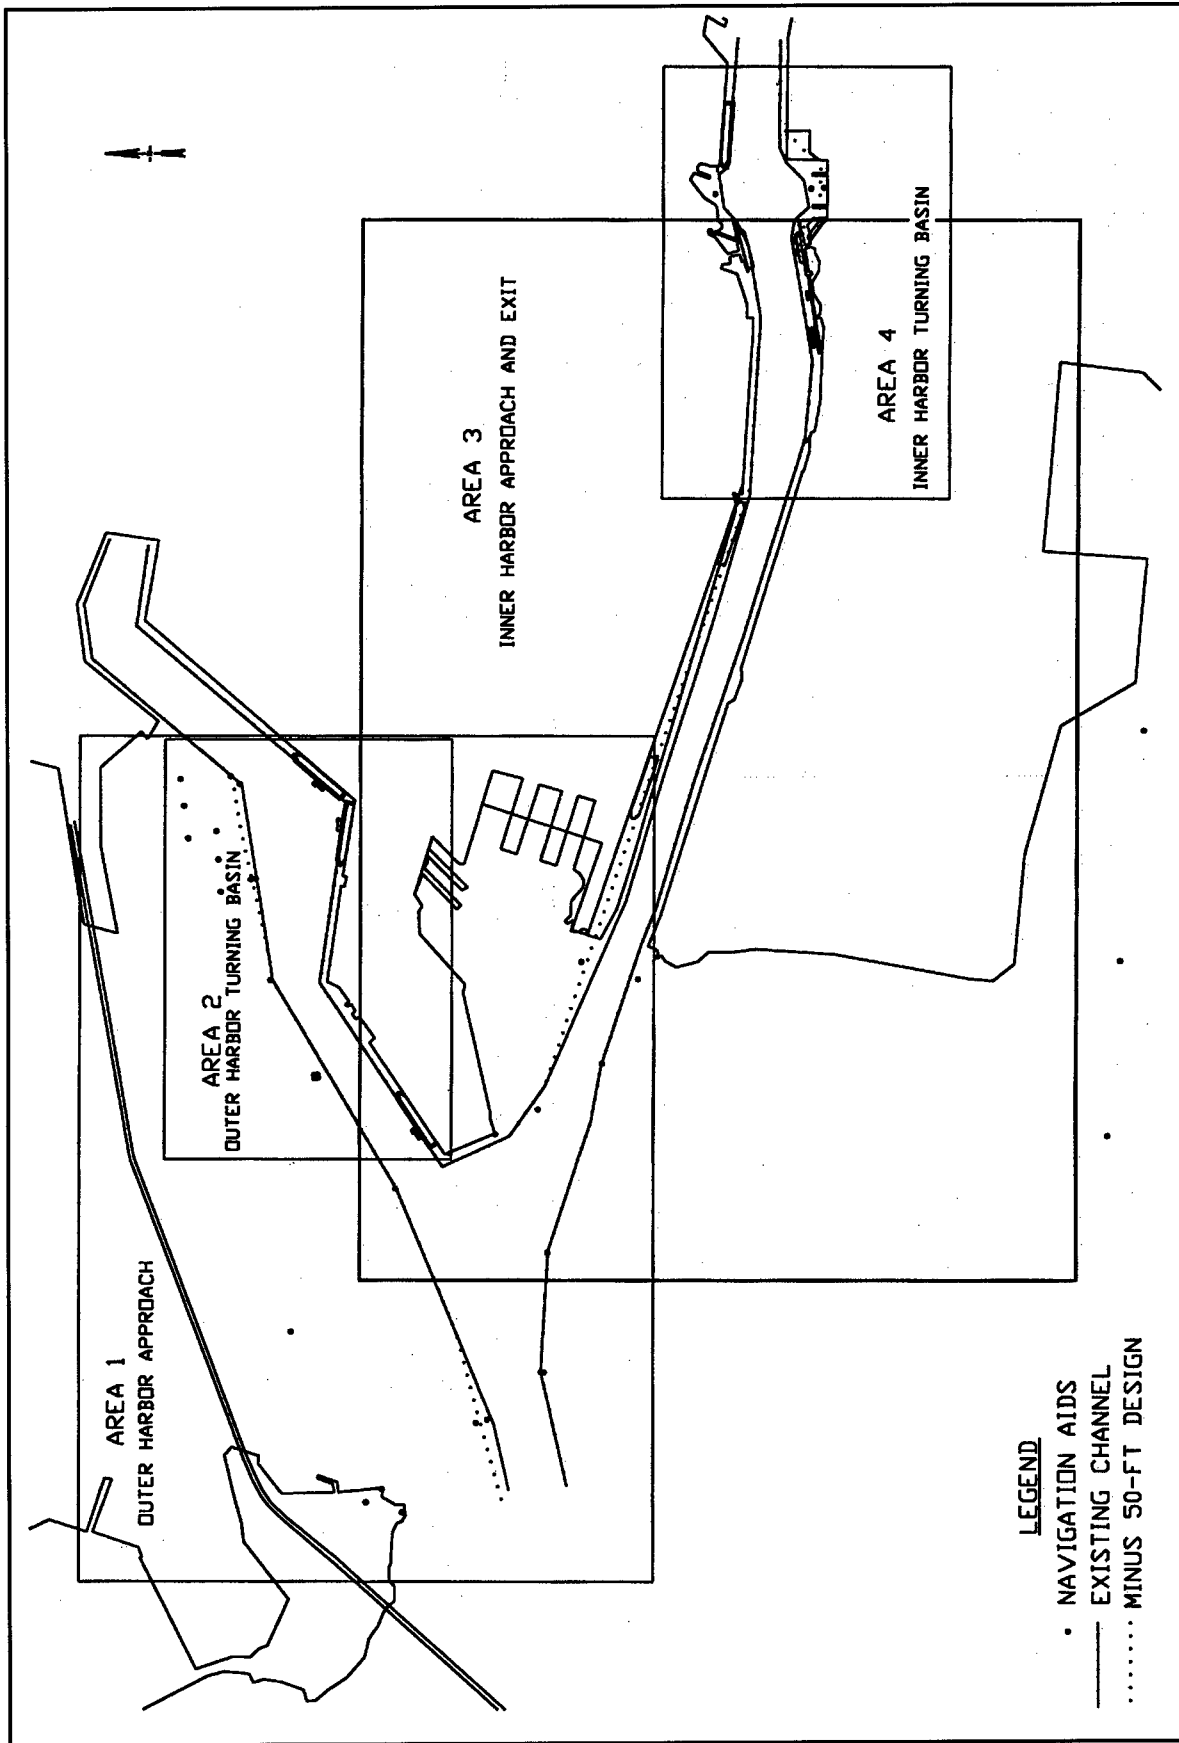 AREA 1
OUTER HARBOR APPROACH
AREA 2
OUTER HARBOR TURNING BASIN
AREA 3
INNER HARBOR APPROACH AND EXIT
AREA 4
INNER HARBOR TURNING BASIN
LEGEND
NAVIGATION AIDS
EXISTING CHANNEL
MINUS 50-FT DESIGN